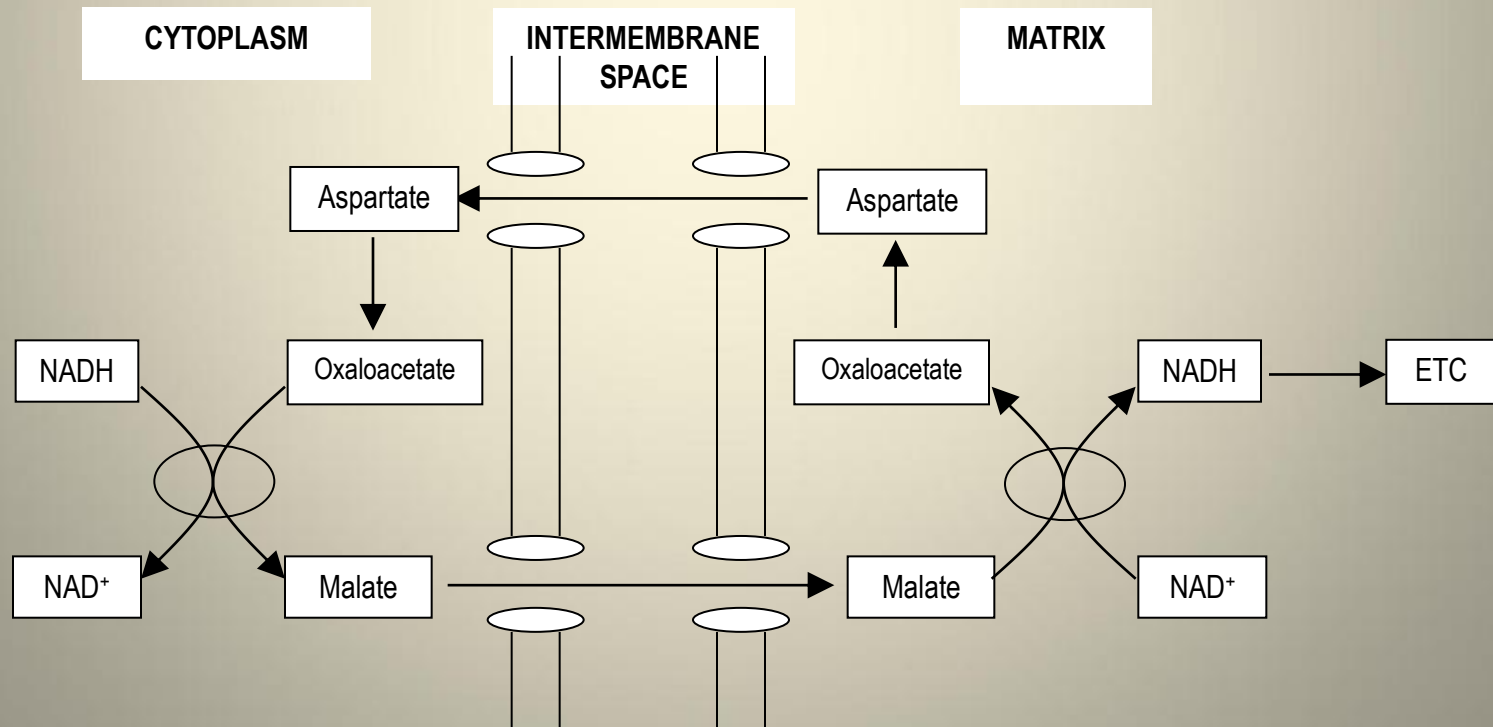 CYTOPLASM
INTERMEMBRANE
SPACE
MATRIX
Aspartate
Aspartate
NADH
Oxaloacetate
Oxaloacetate
NADH
ETC
NAD⁺
Malate
Malate
NAD⁺